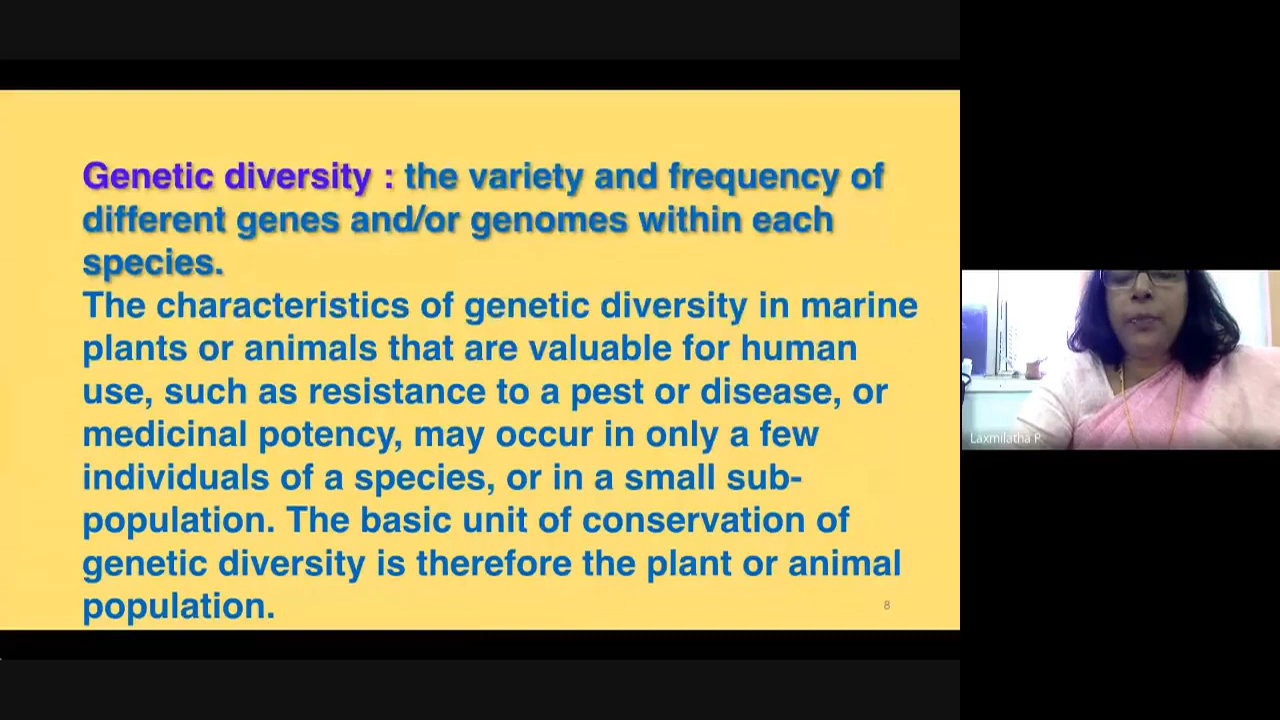 Genetic diversity : the variety and frequency of
different genes and/or genomes within each
species.
The characteristics of genetic diversity in marine
plants or animals that are valuable for human
use, such as resistance to a pest or disease, or
medicinal potency, may occur in only a few
individuals of a species, or in a small sub-
population. The basic unit of conservation of
genetic diversity is therefore the plant or animal
population.
8
Laxmilatha P